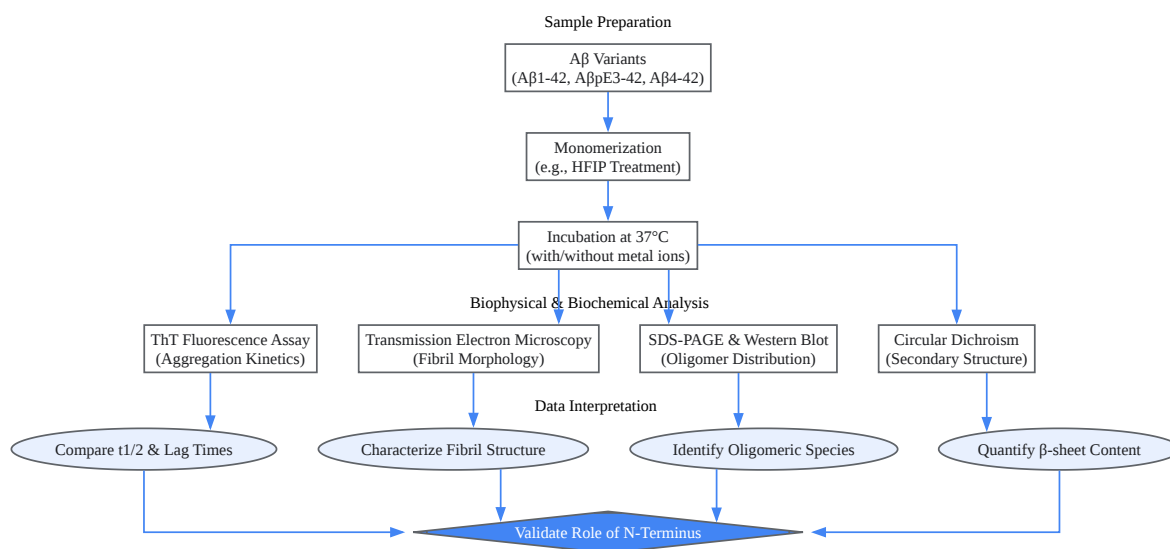 Sample Preparation
Aβ Variants
(Aβ1-42, AβpE3-42, Aβ4-42)
Monomerization
(e.g., HFIP Treatment)
Incubation at 37°C
(with/without metal ions)
Biophysical & Biochemical Analysis
ThT Fluorescence Assay
(Aggregation Kinetics)
Transmission Electron Microscopy
(Fibril Morphology)
SDS-PAGE & Western Blot
(Oligomer Distribution)
Circular Dichroism
(Secondary Structure)
Data Interpretation
Compare t1/2 & Lag Times
Characterize Fibril Structure
Identify Oligomeric Species
Quantify β-sheet Content
Validate Role of N-Terminus